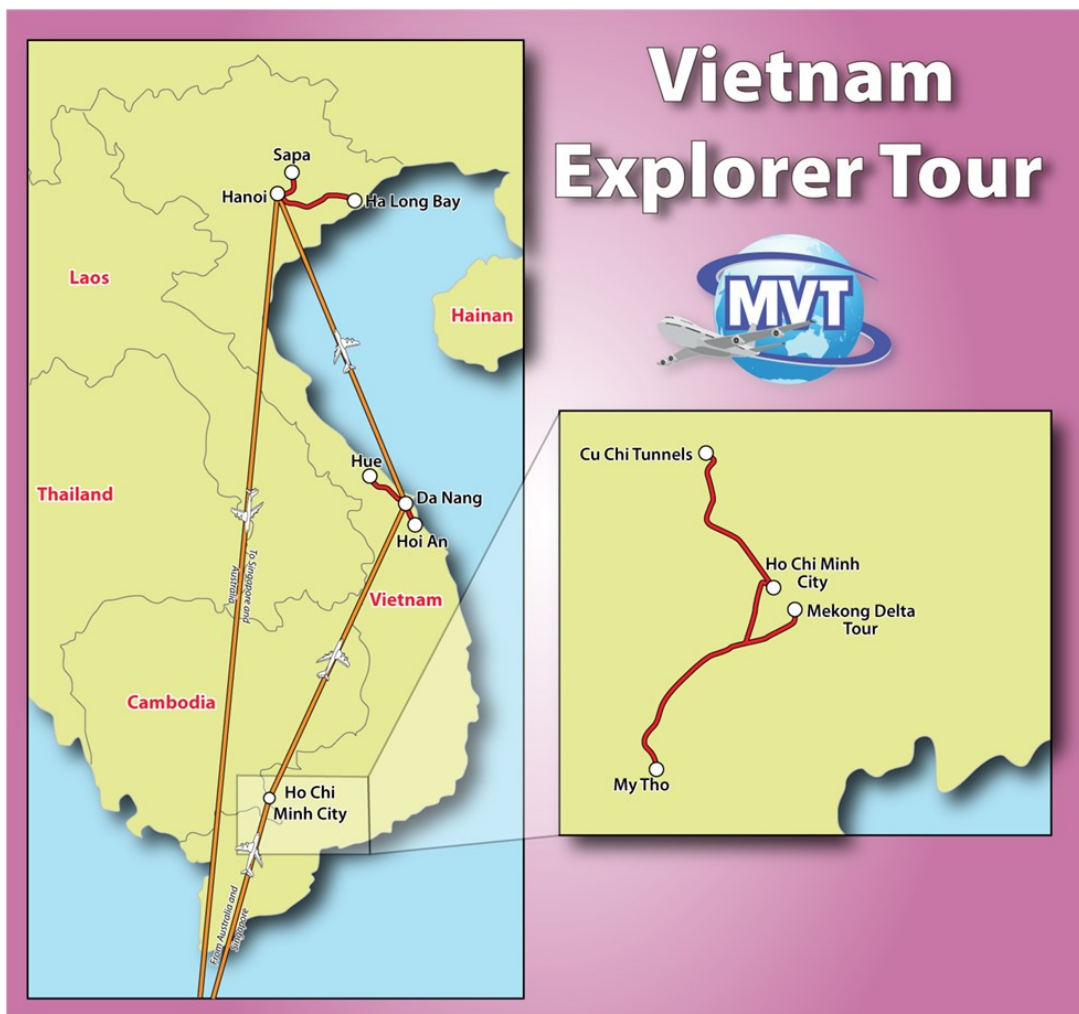 Vietnam
Explorer Tour
MVT
Sapa
Hanoi
Ha Long Bay
Laos
Hainan
Hue
Da Nang
Hoi An
Thailand
To Singapore and
Australia
Vietnam
Cambodia
Ho Chi
Minh City
From Australia and
Singapore
Cu Chi Tunnels
Ho Chi Minh
City
Mekong Delta
Tour
My Tho